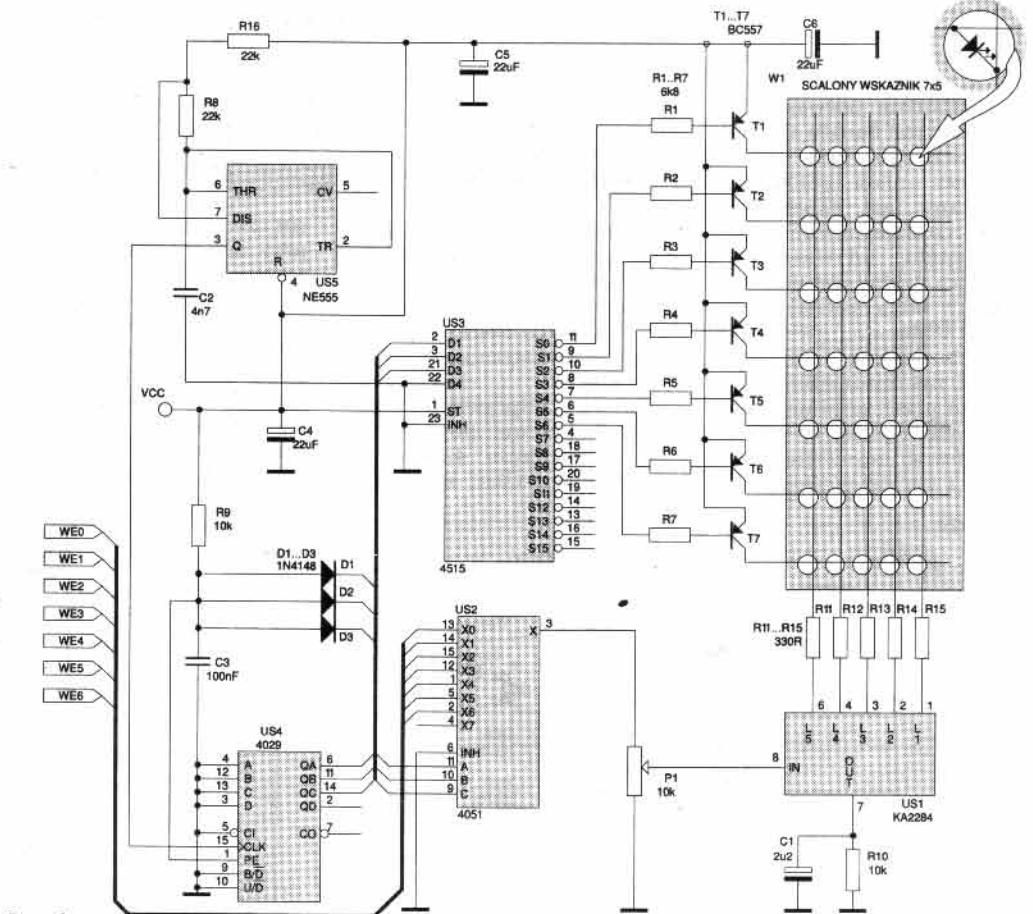 R16
22k
R8
22k
6
THR
CV
5
7
DIS
3
Q
TR
2
R
4
US5
NE555
C2
4n7
C5
22uF
T1...T7
BC557
C6
22uF
W1
SCALONY WSKAZNIK 7x5
R1..R7
6k8
R1
R2
R3
R4
R5
R6
R7
T1
T2
T3
T4
T5
T6
T7
US3
2
D1
3
D2
21
D3
22
D4
1
ST
23
INH
S0
11
S1
9
S2
10
S3
8
S4
7
S5
6
S6
5
S7
4
S8
18
S9
17
S10
20
S11
19
S12
14
S13
13
S14
16
S15
15
4515
VCC
C4
22uF
R9
10k
WE0
WE1
WE2
WE3
WE4
WE5
WE6
D1...D3
1N4148
D1
D2
D3
C3
100nF
US2
13
X0
14
X1
15
X2
12
X3
1
X4
5
X5
2
X6
4
X7
6
INH
11
A
10
B
9
C
X
3
4051
US4
4029
4
A
12
B
13
C
3
D
5
CI
15
CLK
1
PE
9
B/D
10
U/D
QA
6
QB
11
QC
14
QD
2
CO
7
P1
10k
R11
R12
R13
R14
R15
R11...R15
330R
6
4
3
2
1
L5
L4
L3
L2
L1
8
IN
OUT
US1
KA2284
7
C1
2u2
R10
10k